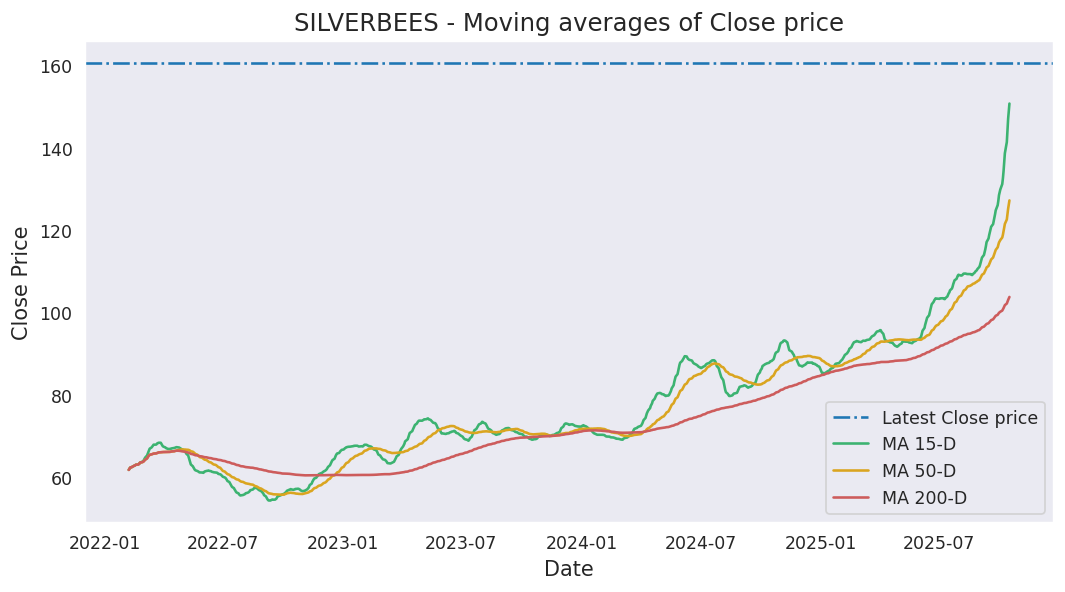 SILVERBEES - Moving averages of Close price
160
140
120
100
80
60
Close Price
2022-01 2022-07 2023-01 2023-07 2024-01 2024-07 2025-01 2025-07
Date
Latest Close price
MA 15-D
MA 50-D
MA 200-D